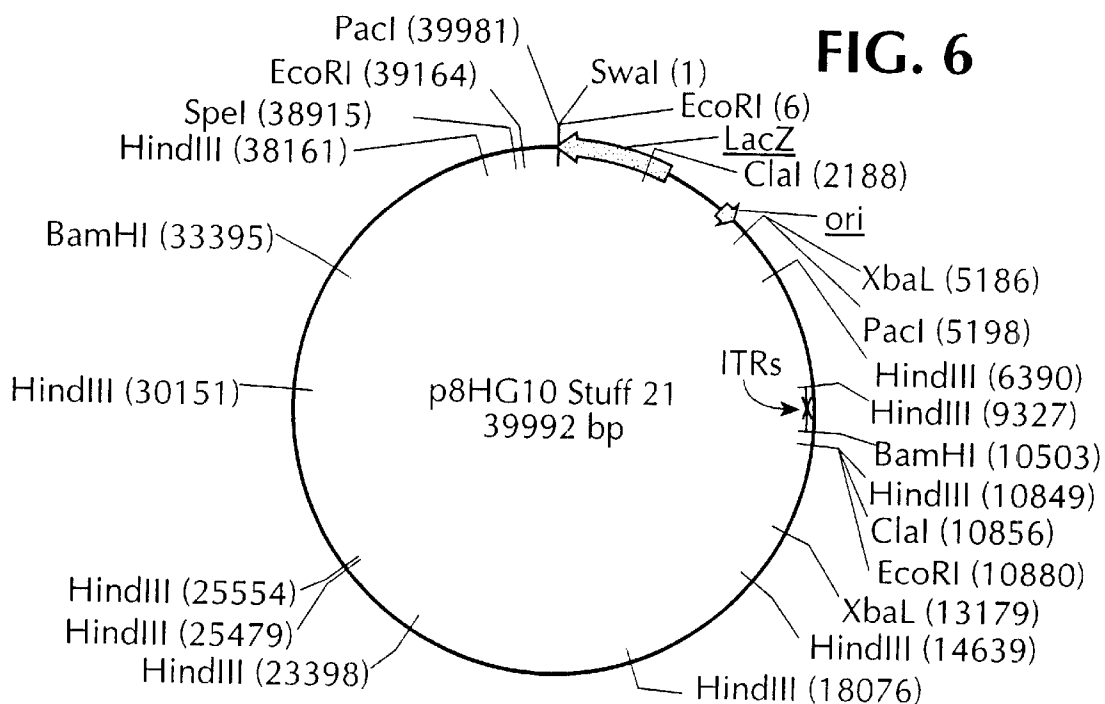 FIG. 6
PacI (39981)
EcoRI (39164)
SpeI (38915)
HindIII (38161)
BamHI (33395)
HindIII (30151)
HindIII (25554)
HindIII (25479)
HindIII (23398)
SwaI (1)
EcoRI (6)
LacZ
ClaI (2188)
ori
XbaL (5186)
PacI (5198)
HindIII (6390)
HindIII (9327)
BamHI (10503)
HindIII (10849)
ClaI (10856)
EcoRI (10880)
XbaL (13179)
HindIII (14639)
HindIII (18076)
ITRs
p8HG10 Stuff 21
39992 bp